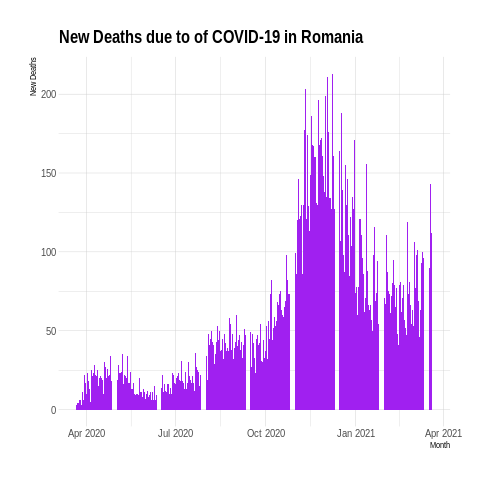 New Deaths due to of COVID-19 in Romania
New Deaths
200
150
100
50
0
Apr 2020
Jul 2020
Oct 2020
Jan 2021
Apr 2021
Month